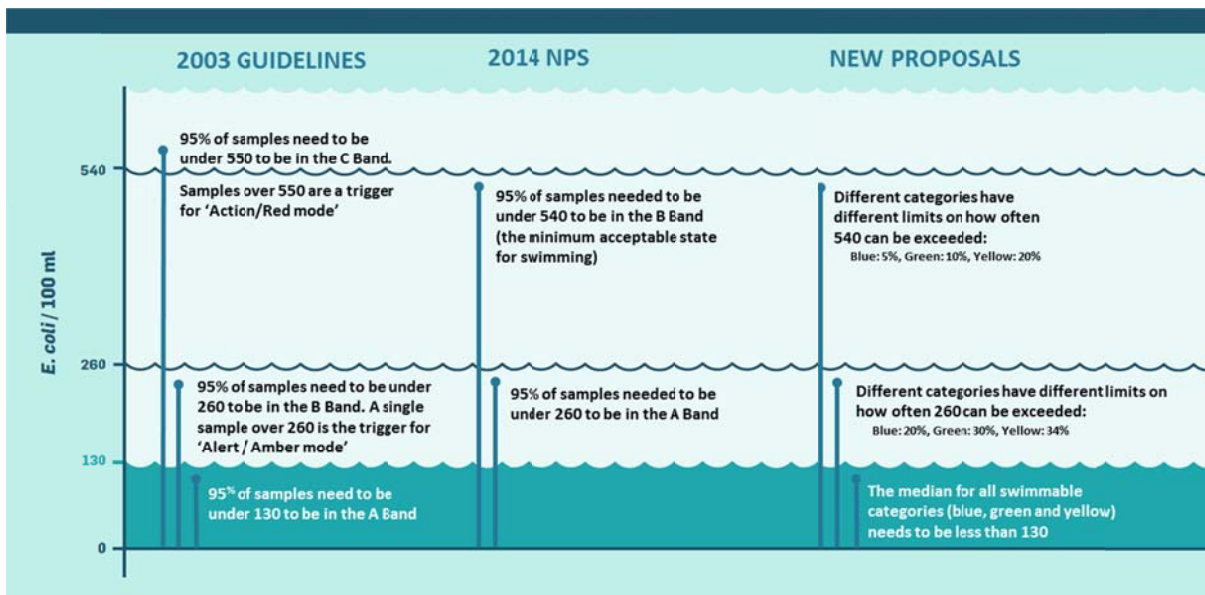 2003 GUIDELINES
2014 NPS
NEW PROPOSALS
E. coli / 100 ml
540
260
130
0
95% of samples need to be
under 550 to be in the C Band.
Samples over 550 are a trigger
for ‘Action/Red mode’
95% of samples need to be under
260 to be in the B Band. A single
sample over 260 is the trigger for
‘Alert / Amber mode’
95% of samples need to be
under 130 to be in the A Band
95% of samples needed to be
under 540 to be in the B Band
(the minimum acceptable state
for swimming)
95% of samples needed to be
under 260 to be in the A Band
Different categories have
different limits on how often
540 can be exceeded:
Blue: 5%, Green: 10%, Yellow: 20%
Different categories have different limits on
how often 260 can be exceeded:
Blue: 20%, Green: 30%, Yellow: 34%
The median for all swimmable
categories (blue, green and yellow)
needs to be less than 130